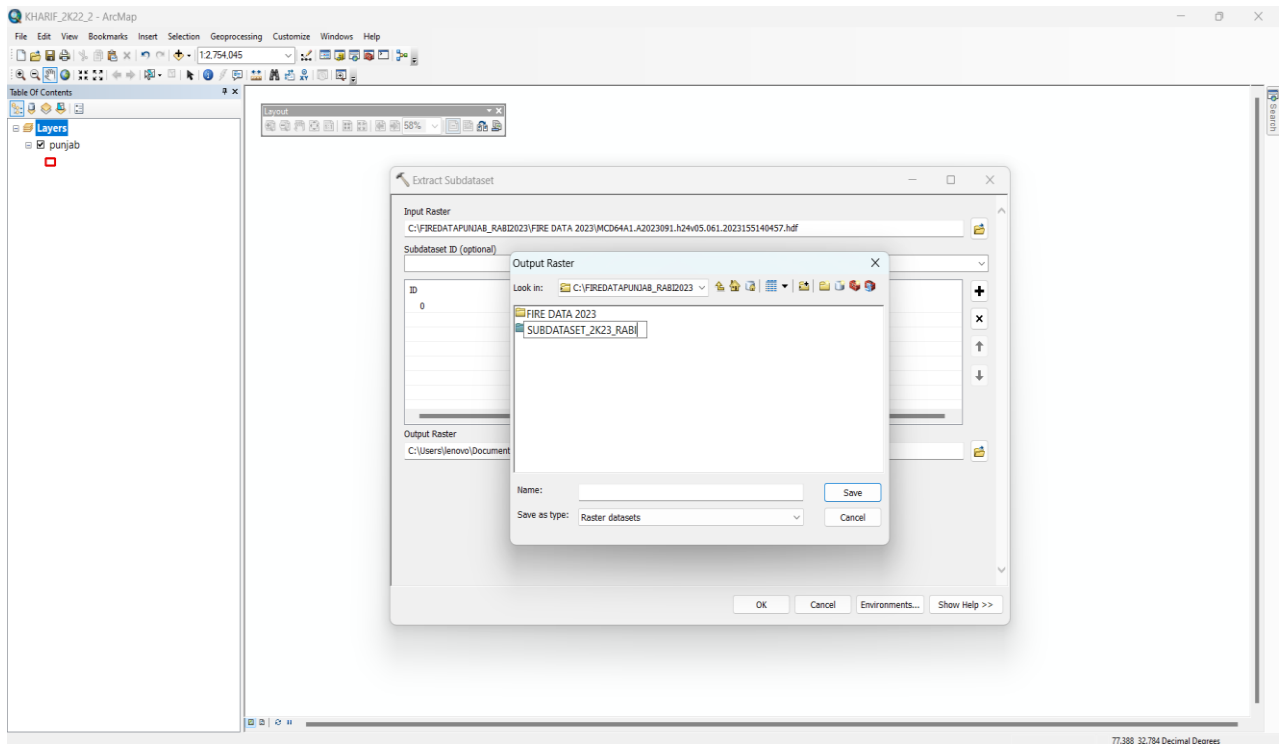 KHARIF_2K22_2 - ArcMap
File Edit View Bookmarks Insert Selection Geoprocessing Customize Windows Help
1:2,754,045
Table Of Contents
Layers
punjab
Layout
58%
Search
Extract Subdataset
Input Raster
C:\FIREDATAPUNJAB_RABI2023\FIRE DATA 2023\MCD64A1.A2023091.h24v05.061.2023155140457.hdf
Subdataset ID (optional)
ID
0
Output Raster
C:\Users\lenovo\Document
Output Raster
Look in: C:\FIREDATAPUNJAB_RABI2023
FIRE DATA 2023
SUBDATASET_2K23_RABI
Name:
Save
Save as type: Raster datasets
Cancel
OK Cancel Environments... Show Help >>
77.388 32.784 Decimal Degrees